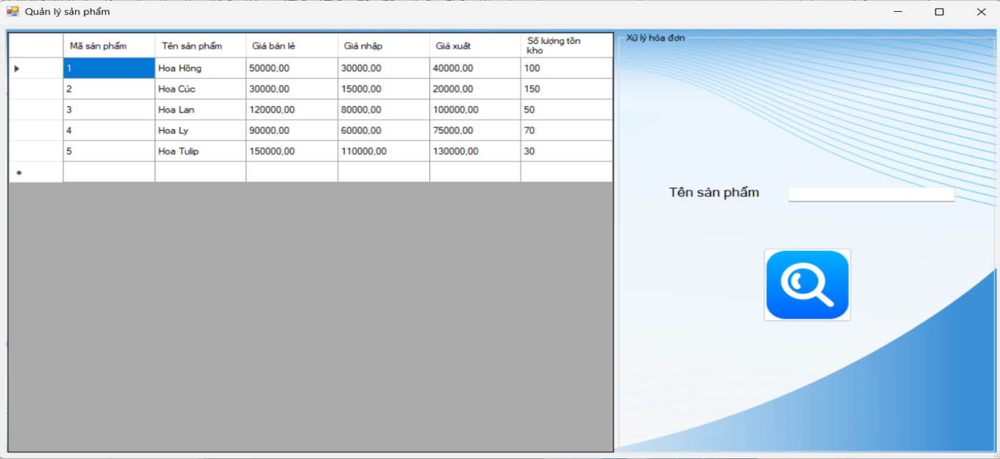 Quản lý sản phẩm
Mã sản phẩm Tên sản phẩm Giá bán lẻ Giá nhập Giá xuất Số lượng tồn kho
1 Hoa Hồng 50000,00 30000,00 40000,00 100
2 Hoa Cúc 30000,00 15000,00 20000,00 150
3 Hoa Lan 120000,00 80000,00 100000,00 50
4 Hoa Ly 90000,00 60000,00 75000,00 70
5 Hoa Tulip 150000,00 110000,00 130000,00 30
Xử lý hóa đơn
Tên sản phẩm